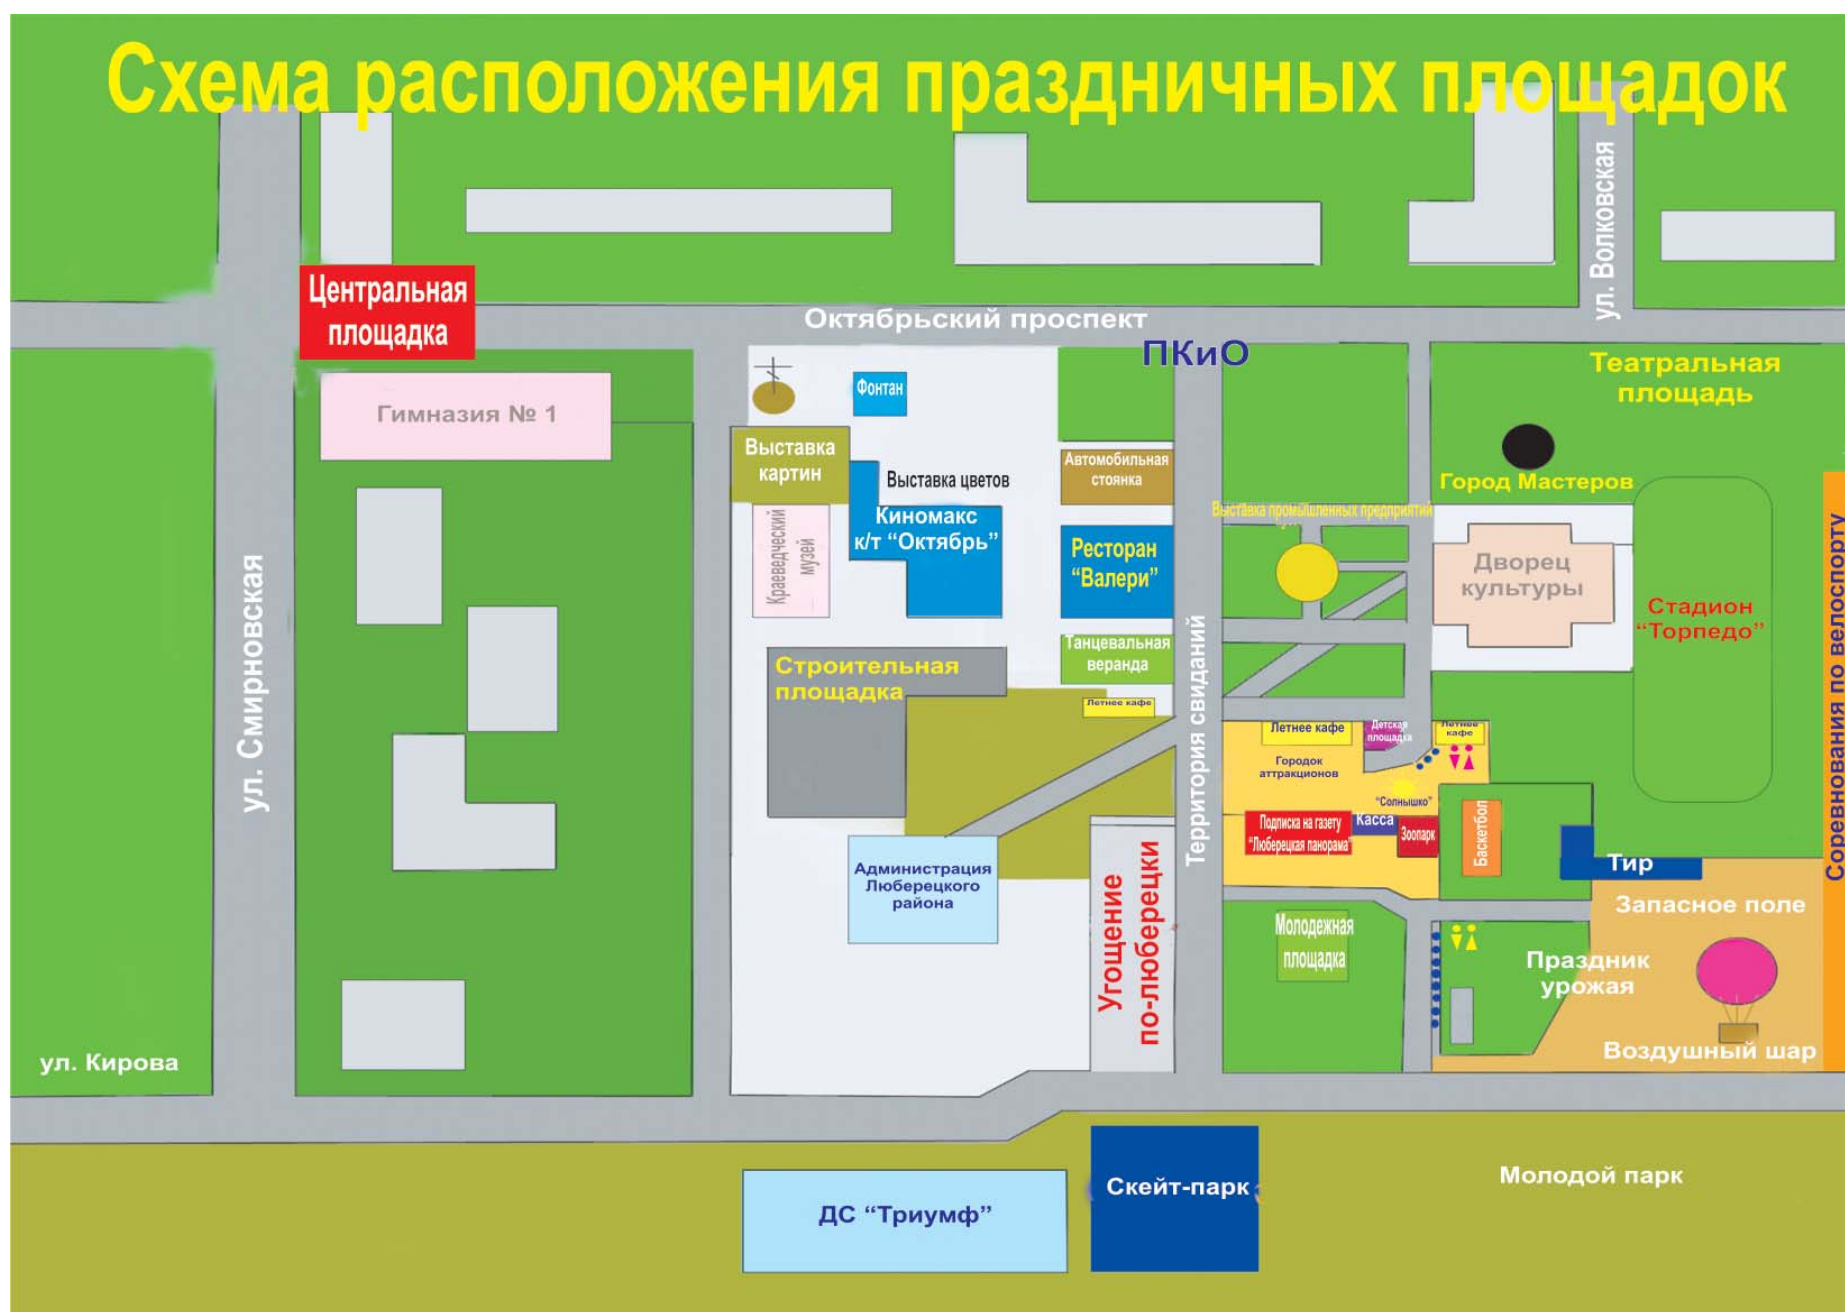 Схема расположения праздничных площадок
ул. Волковская
Центральная
площадка
Октябрьский проспект
ПКиО
Театральная
площадь
Гимназия № 1
Фонтан
Выставка
картин
Выставка цветов
Автомобильная
стоянка
Город Мастеров
Выставка промышленных предприятий
Киномакс
к/т “Октябрь”
Краеведческий
музей
Ресторан
“Валери”
Дворец
культуры
Стадион
“Торпедо”
Соревнования по велоспорту
ул. Смирновская
Танцевальная
веранда
Строительная
площадка
Летнее кафе
Территория свиданий
Летнее кафе
Детская
площадка
Летнее
кафе
Городок
аттракционов
“Солнышко”
Подписка на газету
“Люберецкая панорама”
Касса
Зоопарк
Баскетбол
Тир
Администрация
Люберецкого
района
Угощение
по-люберецки
Запасное поле
Молодежная
площадка
Праздник
урожая
Воздушный шар
ул. Кирова
Молодой парк
Скейт-парк
ДС “Триумф”